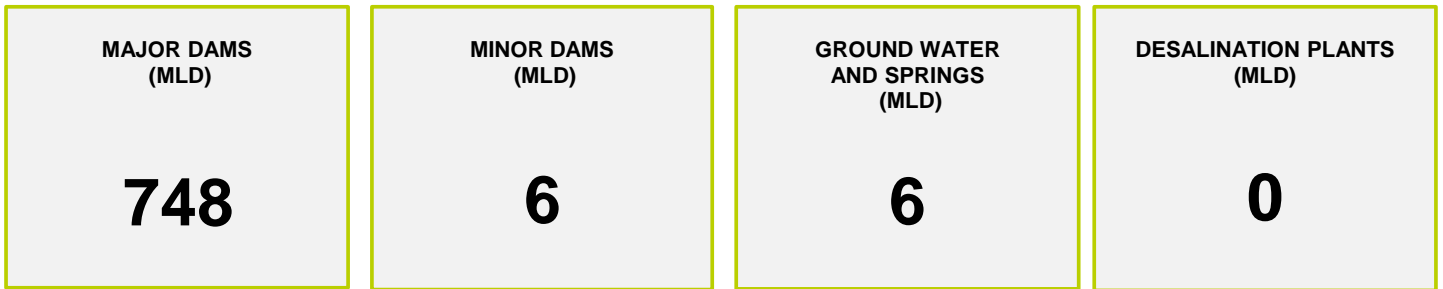 MAJOR DAMS
(MLD)
748
MINOR DAMS
(MLD)
6
GROUND WATER
AND SPRINGS
(MLD)
6
DESALINATION PLANTS
(MLD)
0